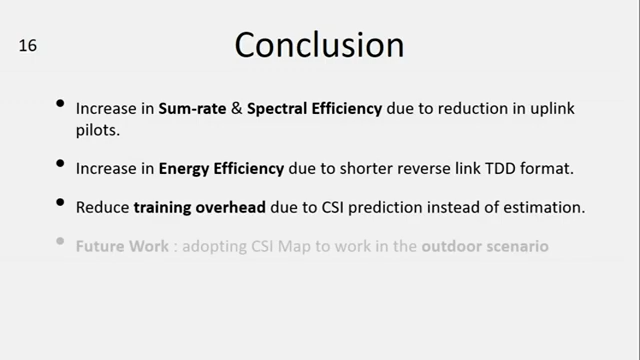 16
Conclusion
• Increase in Sum-rate & Spectral Efficiency due to reduction in uplink
pilots.
• Increase in Energy Efficiency due to shorter reverse link TDD format.
• Reduce training overhead due to CSI prediction instead of estimation.
• Future Work : adopting CSI Map to work in the outdoor scenario